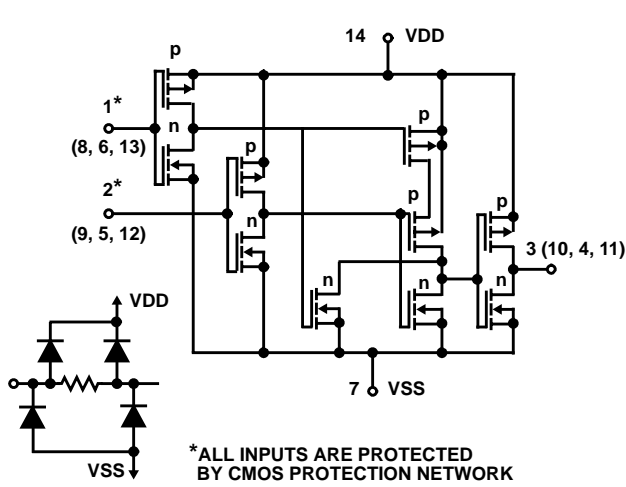 14 VDD
p
p
1*
n
(8, 6, 13)
p
2*
p
p
n
3 (10, 4, 11)
(9, 5, 12)
n
n
n
VDD
7 VSS
*ALL INPUTS ARE PROTECTED
BY CMOS PROTECTION NETWORK
VSS